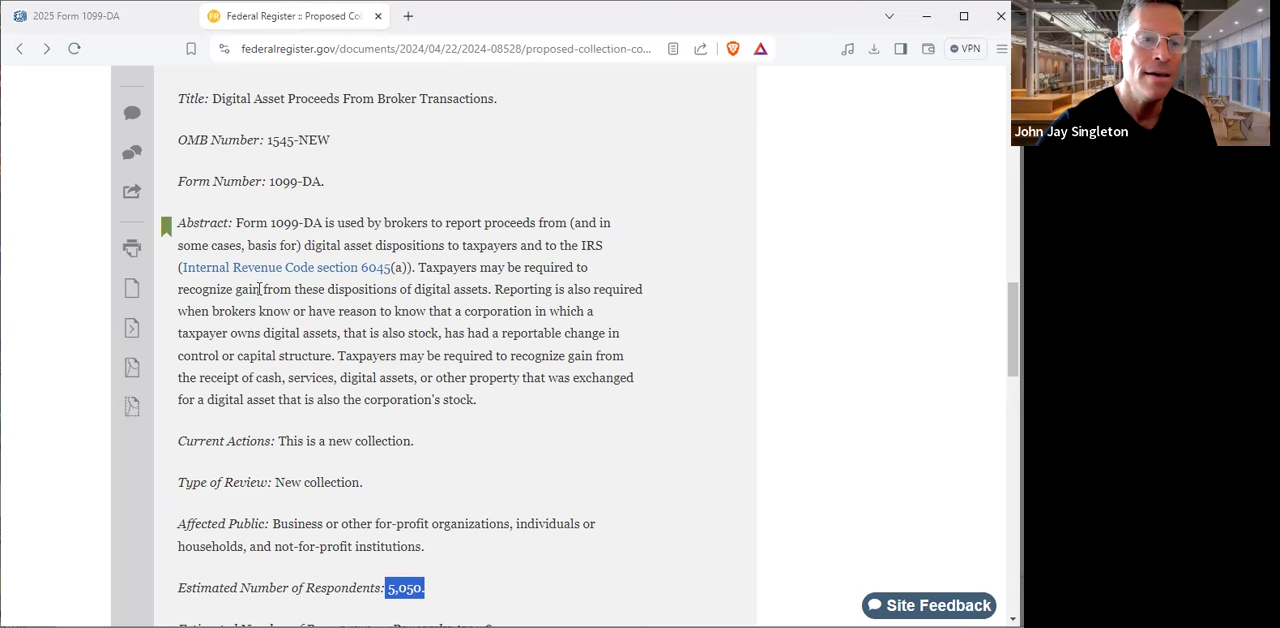 2025 Form 1099-DA
Federal Register :: Proposed Col
federalregister.gov/documents/2024/04/22/2024-08528/proposed-collection-co...
VPN
John Jay Singleton
Title: Digital Asset Proceeds From Broker Transactions.
OMB Number: 1545-NEW
Form Number: 1099-DA.
Abstract: Form 1099-DA is used by brokers to report proceeds from (and in
some cases, basis for) digital asset dispositions to taxpayers and to the IRS
(Internal Revenue Code section 6045(a)). Taxpayers may be required to
recognize gain from these dispositions of digital assets. Reporting is also required
when brokers know or have reason to know that a corporation in which a
taxpayer owns digital assets, that is also stock, has had a reportable change in
control or capital structure. Taxpayers may be required to recognize gain from
the receipt of cash, services, digital assets, or other property that was exchanged
for a digital asset that is also the corporation's stock.
Current Actions: This is a new collection.
Type of Review: New collection.
Affected Public: Business or other for-profit organizations, individuals or
households, and not-for-profit institutions.
Estimated Number of Respondents: 5,050.
Site Feedback